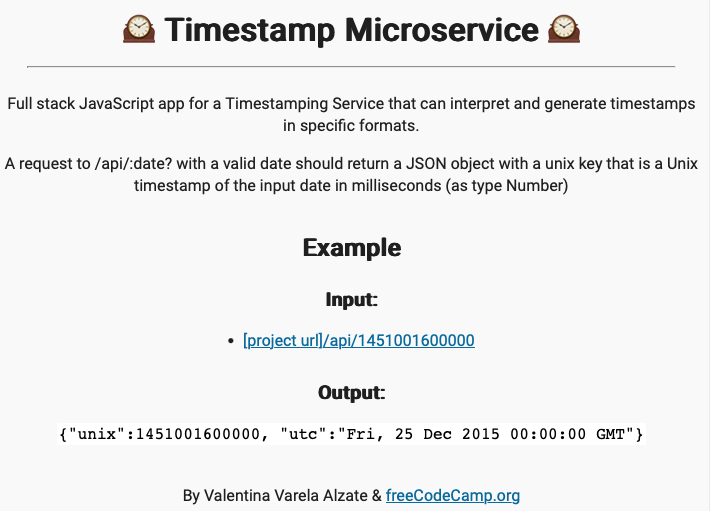 Timestamp Microservice
Full stack JavaScript app for a Timestamping Service that can interpret and generate timestamps
in specific formats.
A request to /api/:date? with a valid date should return a JSON object with a unix key that is a Unix
timestamp of the input date in milliseconds (as type Number)
Example
Input:
• [project url]/api/1451001600000
Output:
{"unix":1451001600000, "utc":"Fri, 25 Dec 2015 00:00:00 GMT"}
By Valentina Varela Alzate & freeCodeCamp.org